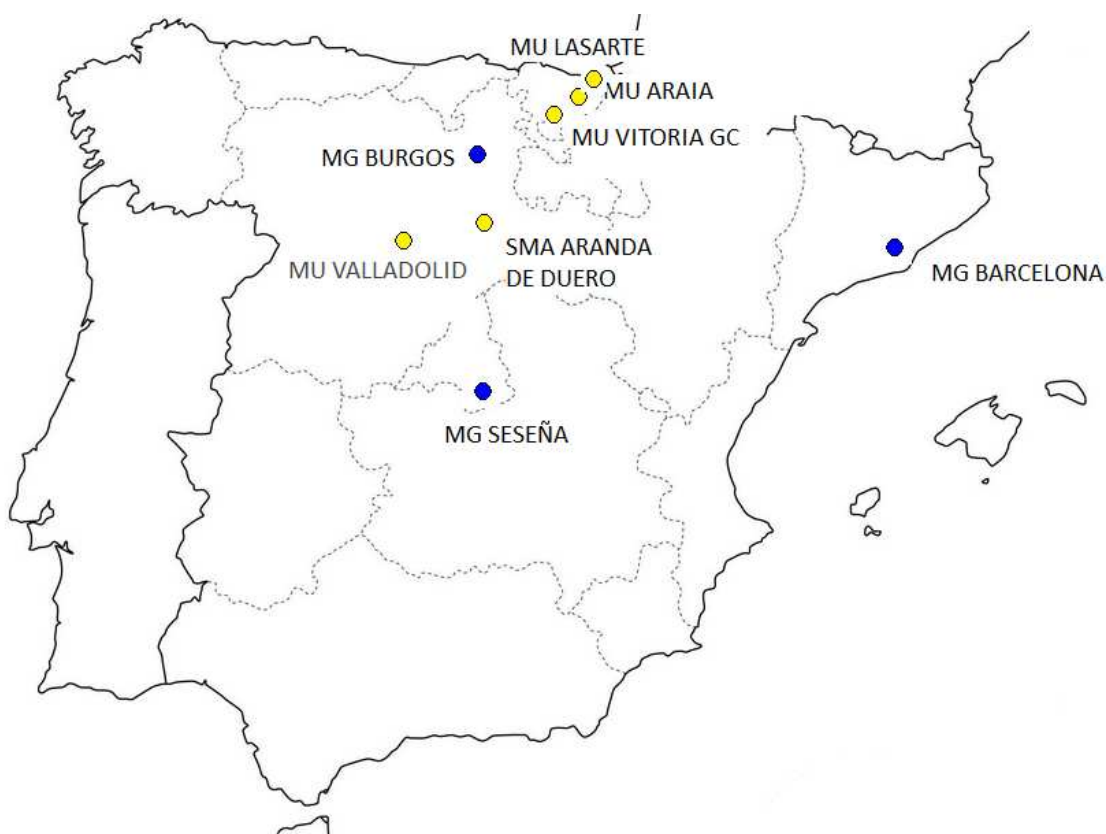 MU LASARTE
MU ARAIA
MU VITORIA GC
MG BURGOS
SMA ARANDA
DE DUERO
MU VALLADOLID
MG BARCELONA
MG SESEÑA